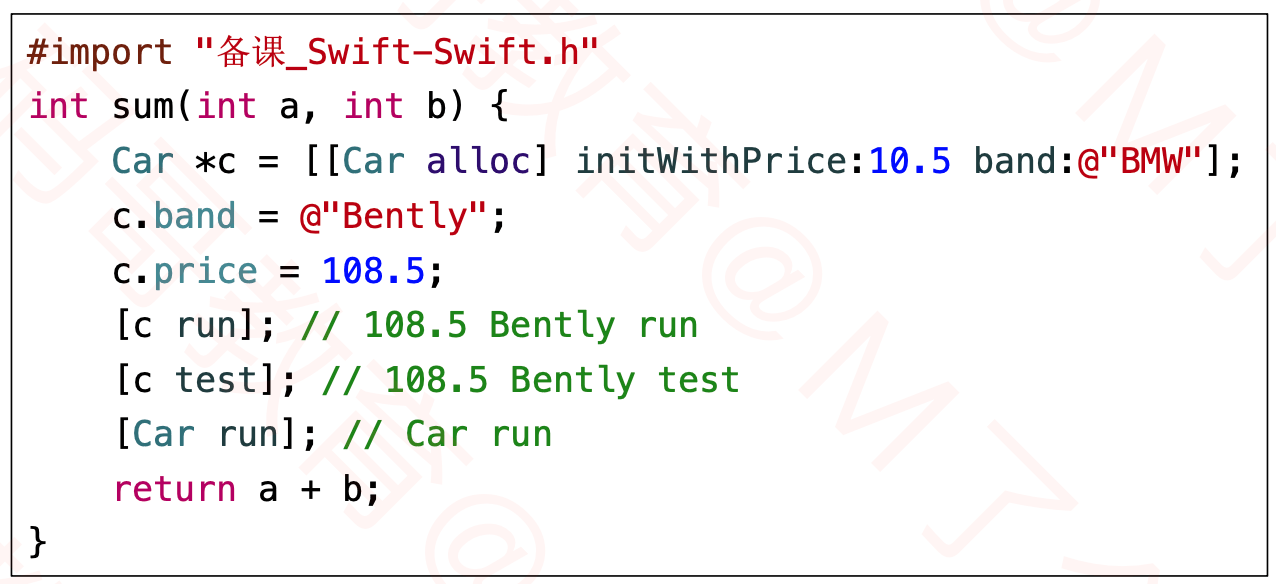 #import "备课_Swift-Swift.h"
int sum(int a, int b) {
    Car *c = [[Car alloc] initWithPrice:10.5 band:@"BMW"];
    c.band = @"Bently";
    c.price = 108.5;
    [c run]; // 108.5 Bently run
    [c test]; // 108.5 Bently test
    [Car run]; // Car run
    return a + b;
}